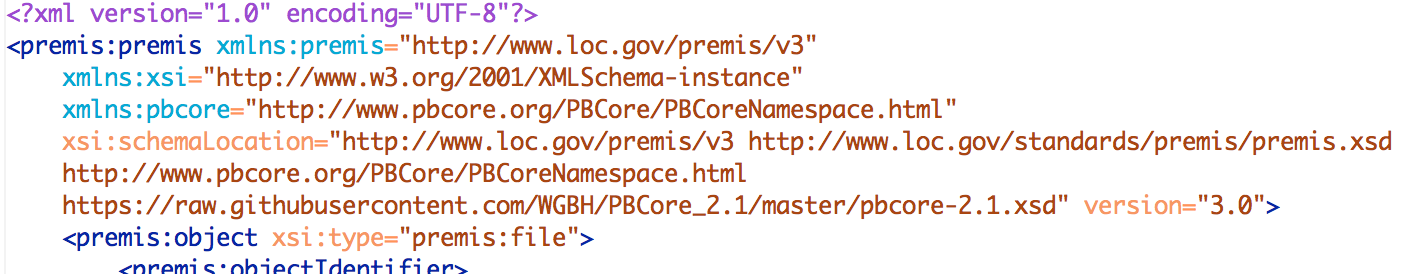 <?xml version="1.0" encoding="UTF-8"?>
<premis:premis xmlns:premis="http://www.loc.gov/premis/v3"
xmlns:xsi="http://www.w3.org/2001/XMLSchema-instance"
xmlns:pbcore="http://www.pbcore.org/PBCore/PBCoreNamespace.html"
xsi:schemaLocation="http://www.loc.gov/premis/v3 http://www.loc.gov/standards/premis/premis.xsd
http://www.pbcore.org/PBCore/PBCoreNamespace.html
https://raw.githubusercontent.com/WGBH/PBCore_2.1/master/pbcore-2.1.xsd" version="3.0">
<premis:object xsi:type="premis:file">
<premis:objectIdentifier>